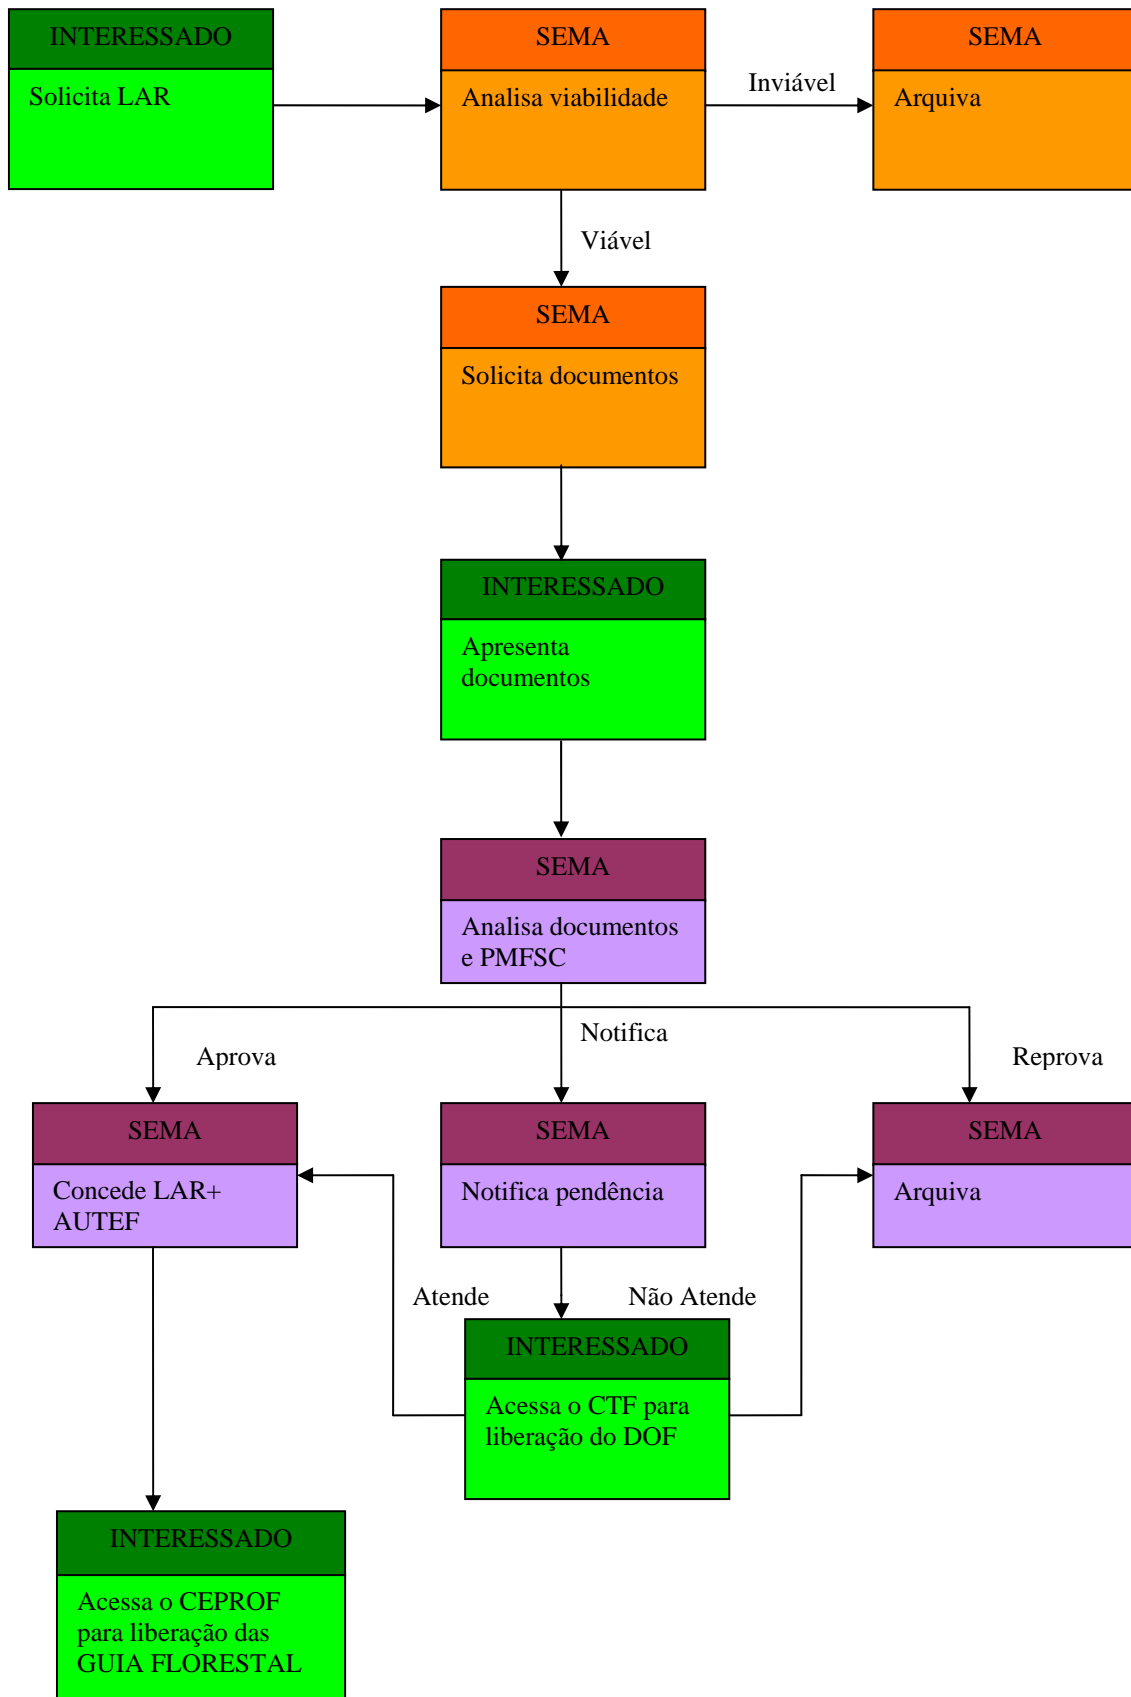 INTERESSADO
Solicita LAR
SEMA
Analisa viabilidade
Inviável
SEMA
Arquiva
Viável
SEMA
Solicita documentos
INTERESSADO
Apresenta
documentos
SEMA
Analisa documentos
e PMFSC
Aprova
Notifica
Reprova
SEMA
Concede LAR+
AUTEF
SEMA
Notifica pendência
SEMA
Arquiva
Atende
Não Atende
INTERESSADO
Acessa o CTF para
liberação do DOF
INTERESSADO
Acessa o CEPROF
para liberação das
GUIA FLORESTAL